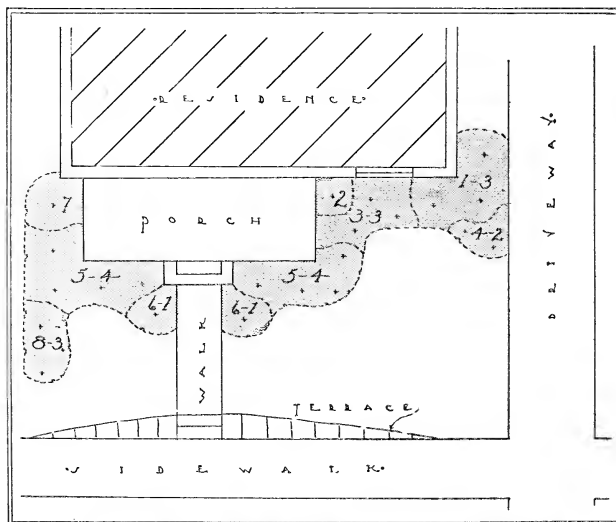 RESIDENCE
1-3
7
2
3-3
PORCH
4-2
DRIVEWAY
5-4
5-4
6-1
6-1
8-3
WALK
TERRACE
SIDEWALK